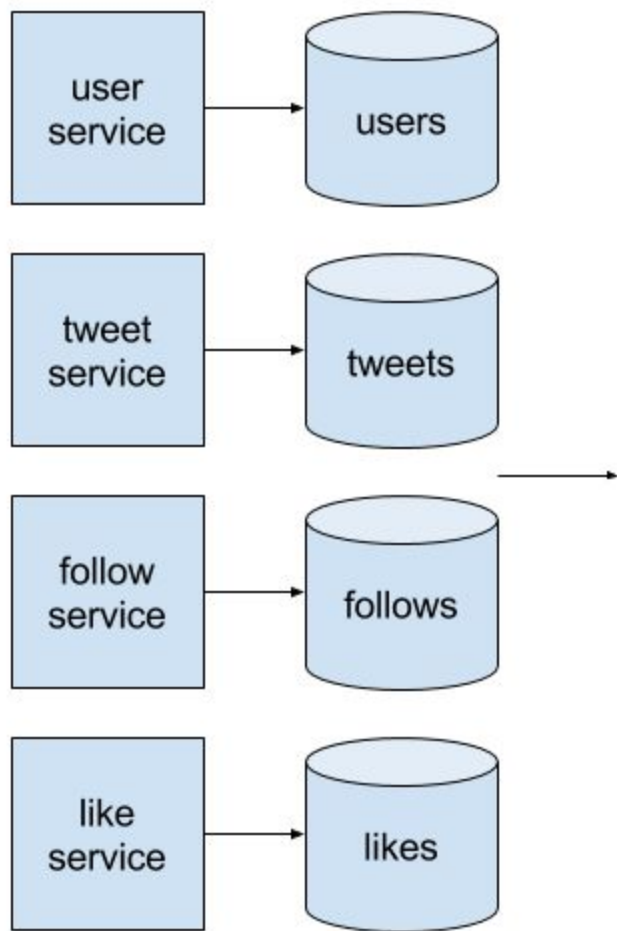 user
service
users
tweet
service
tweets
follow
service
follows
like
service
likes